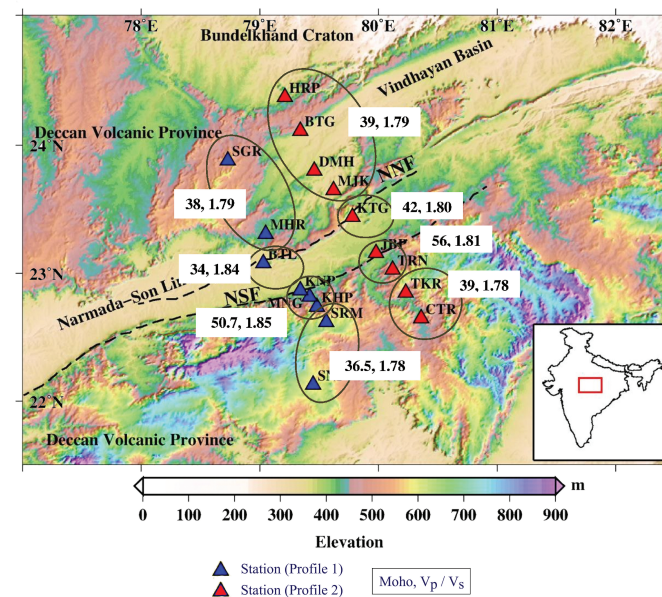 78.˚E 79.˚E 80.˚E 81.˚E 82.˚E
Bundelkhand Craton
Vindhayan Basin
HRP
BTG
39, 1.79
Deccan Volcanic Province
24˚N
SGR
DMH
MJK
NNF
38, 1.79
KTG
42, 1.80
MHR
56, 1.81
JBP
BTL
TRN
34, 1.84
23˚N
Narmada-Son
KNP
TKR
39, 1.78
NSF
MNG
KHP
CTR
SRM
50.7, 1.85
36.5, 1.78
22˚N
Deccan Volcanic Province
m
0 100 200 300 400 500 600 700 800 900
Elevation
Station (Profile 1)
Station (Profile 2)
Moho, Vp / Vs